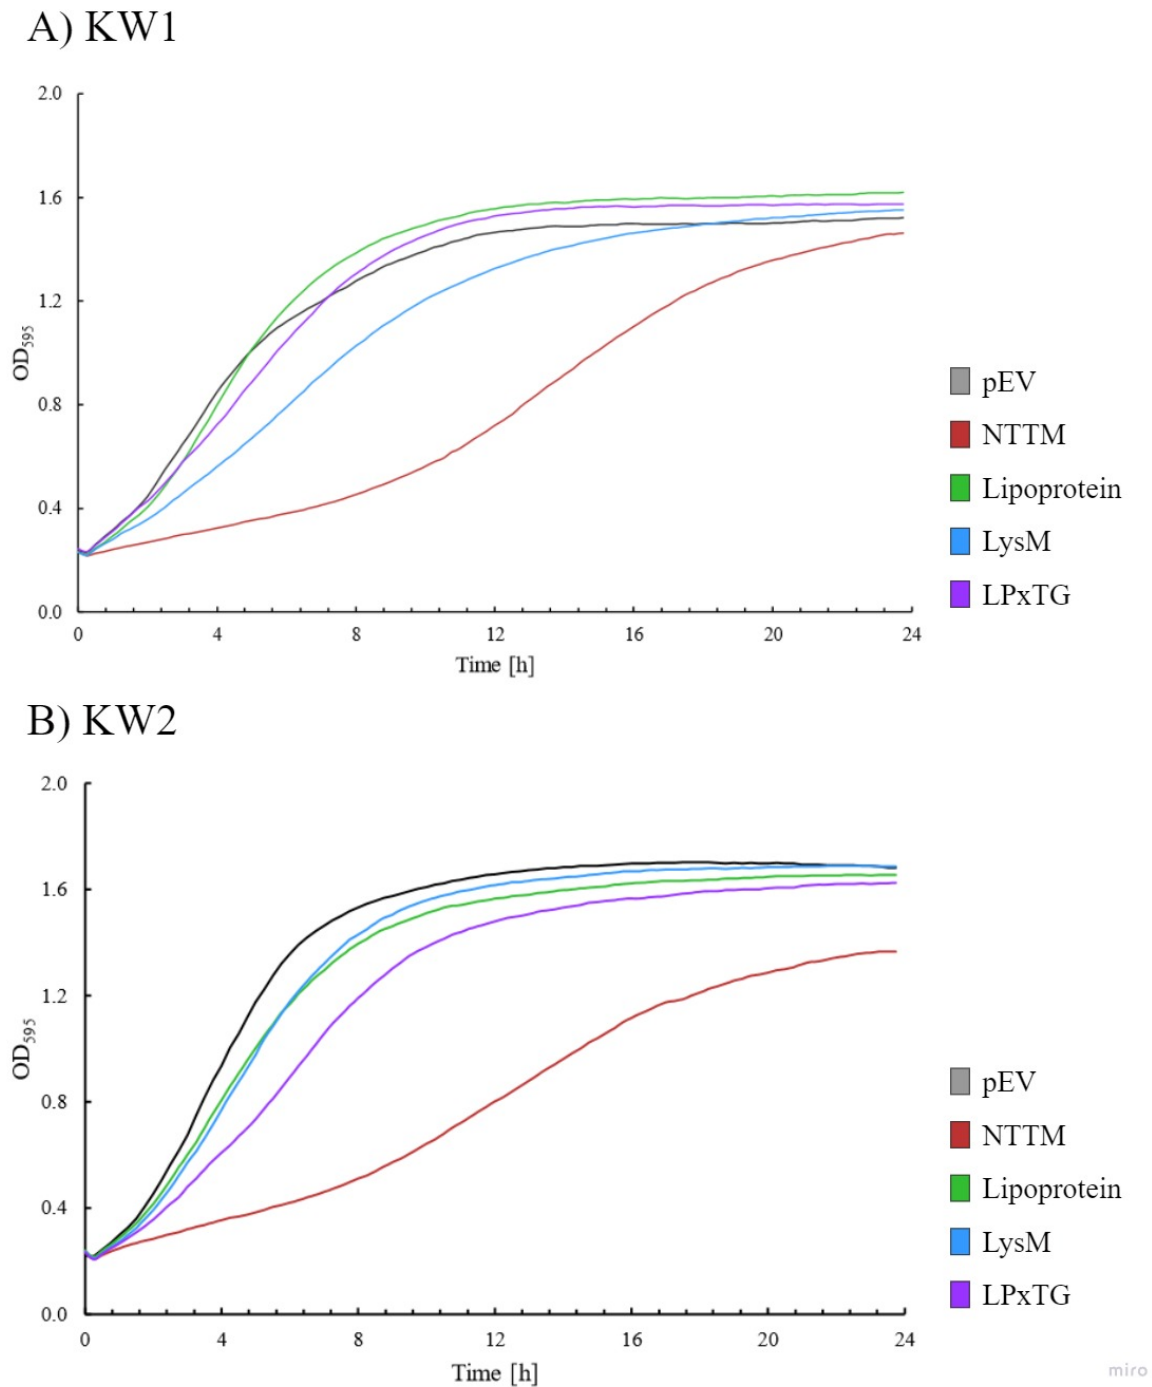 A) KW1
2.0
1.6
1.2
0.8
0.4
0.0
OD595
0 4 8 12 16 20 24
Time [h]
pEV
NTTM
Lipoprotein
LysM
LPxTG
B) KW2
2.0
1.6
1.2
0.8
0.4
0.0
OD595
0 4 8 12 16 20 24
Time [h]
pEV
NTTM
Lipoprotein
LysM
LPxTG
miro